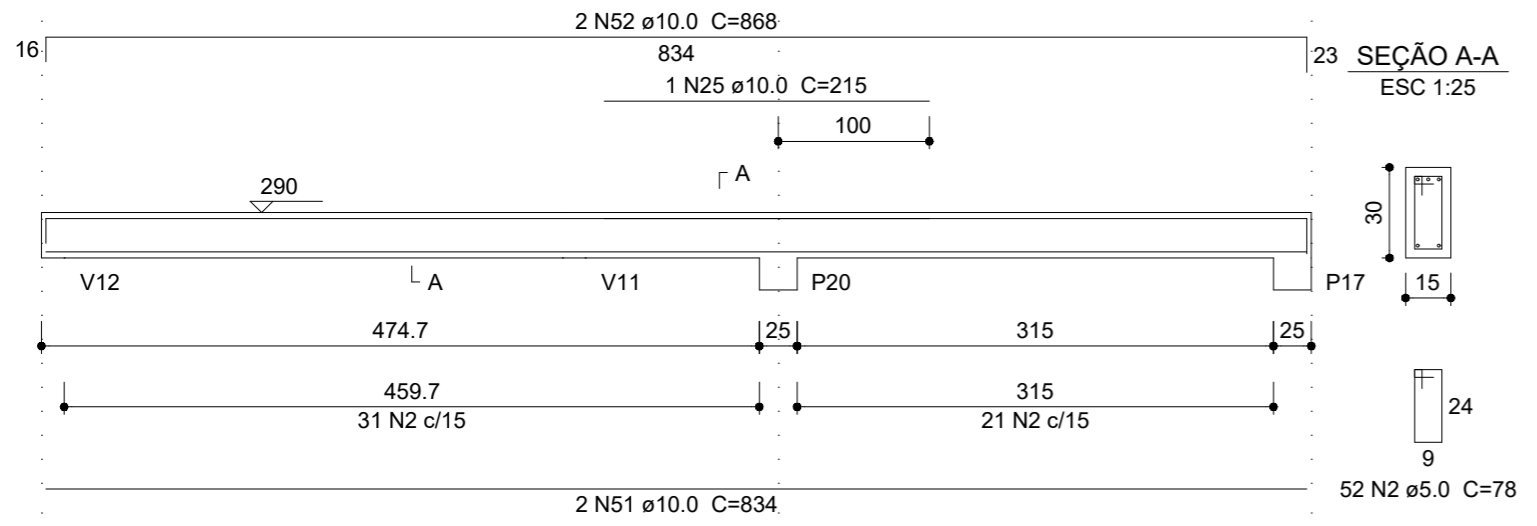 2 N52 ø10.0 C=868
16
834
23
SEÇÃO A-A
ESC 1:25
1 N25 ø10.0 C=215
100
A
290
30
V12
A
V11
P20
P17
15
474.7
25
315
25
459.7
315
31 N2 c/15
21 N2 c/15
24
9
52 N2 ø5.0 C=78
2 N51 ø10.0 C=834